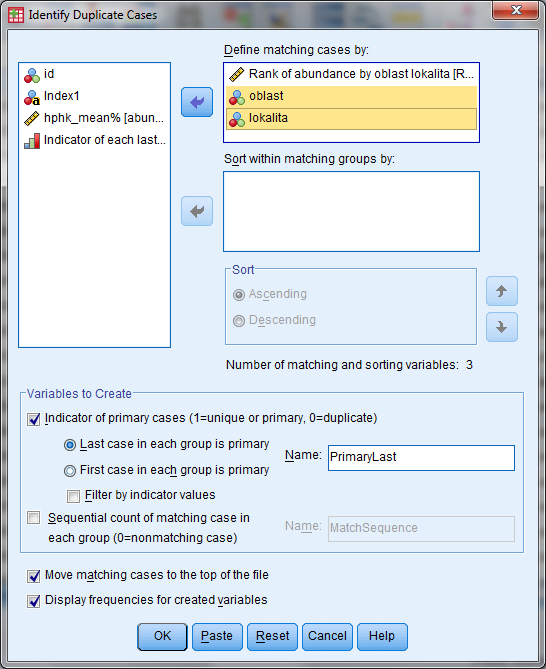 Identify Duplicate Cases
Define matching cases by:
id
Index1
hphk_mean% [abun...
Indicator of each last...
Rank of abundance by oblast lokalita [R...
oblast
lokalita
Sort within matching groups by:
Sort
Ascending
Descending
Number of matching and sorting variables: 3
Variables to Create
Indicator of primary cases (1=unique or primary, 0=duplicate)
Last case in each group is primary
First case in each group is primary
Name: PrimaryLast
Filter by indicator values
Sequential count of matching case in
each group (0=nonmatching case)
Name: MatchSequence
Move matching cases to the top of the file
Display frequencies for created variables
OK Paste Reset Cancel Help